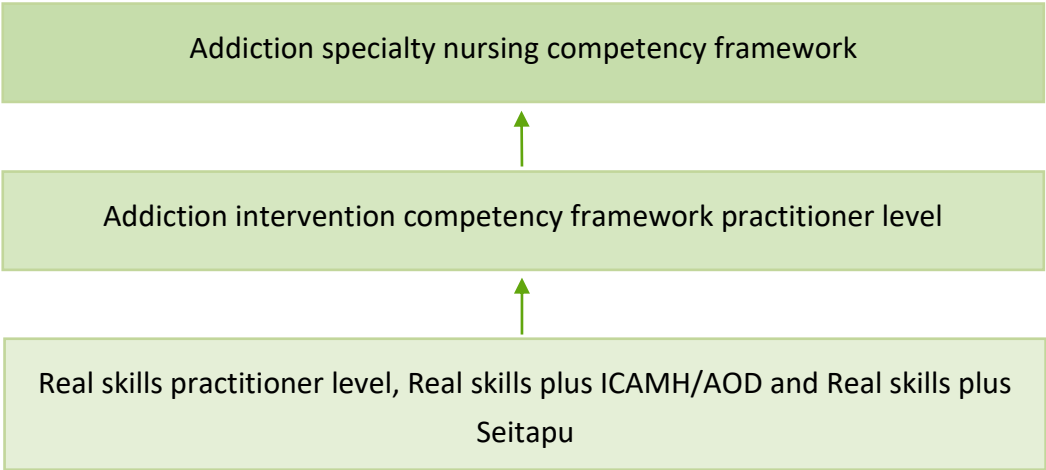 Addiction specialty nursing competency framework
Addiction intervention competency framework practitioner level
Real skills practitioner level, Real skills plus ICAMH/AOD and Real skills plus
Seitapu